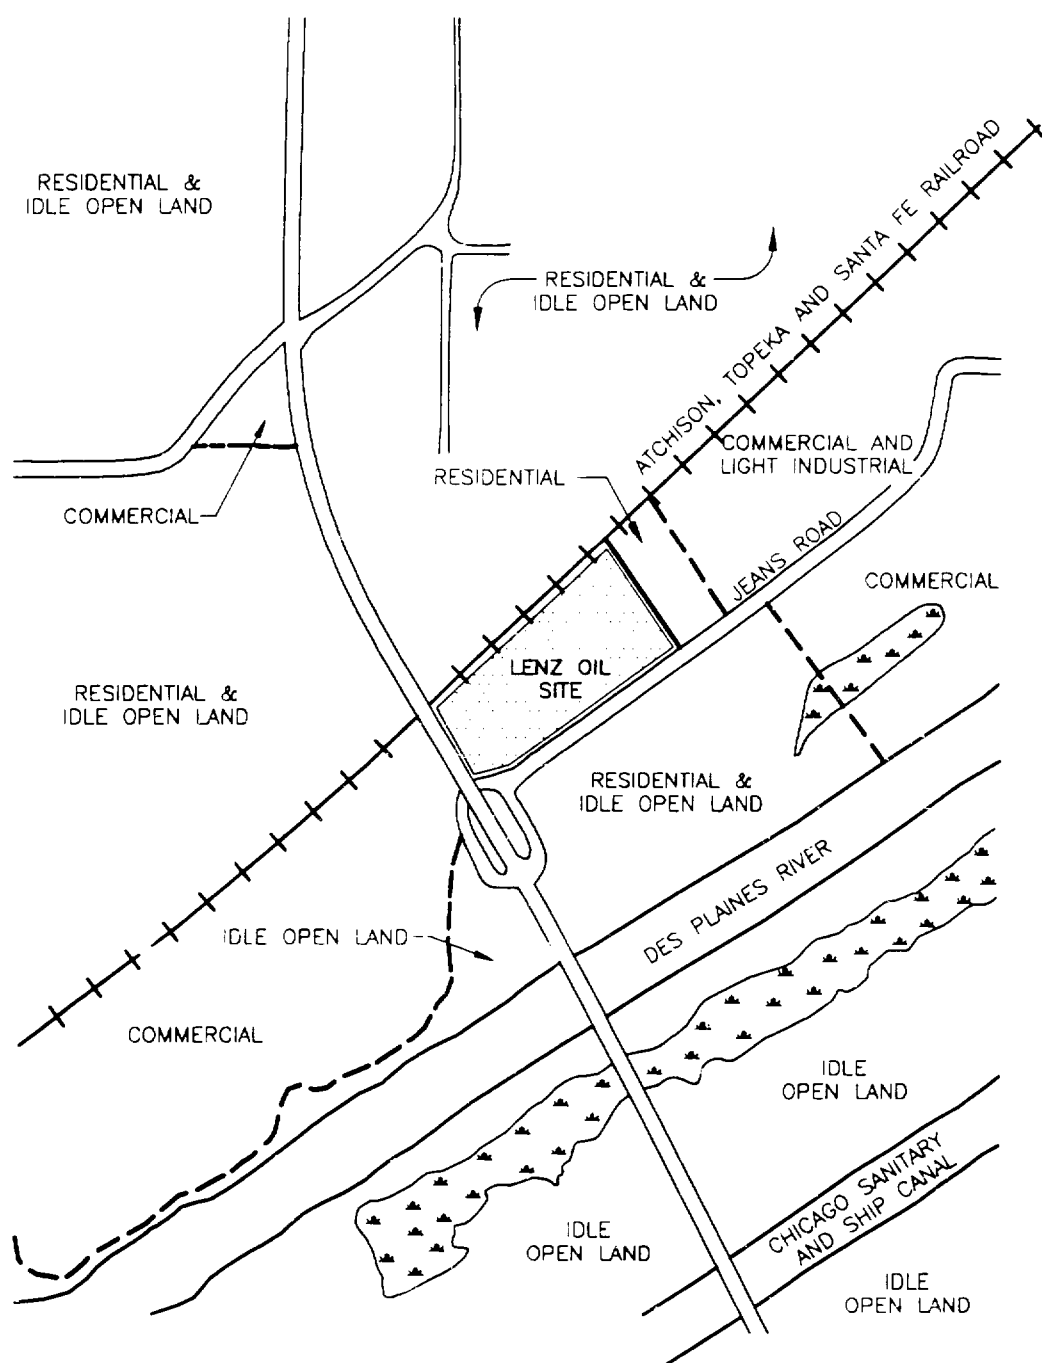 RESIDENTIAL &
IDLE OPEN LAND
ATCHISON, TOPEKA AND SANTA FE RAILROAD
RESIDENTIAL &
IDLE OPEN LAND
COMMERCIAL AND
LIGHT INDUSTRIAL
RESIDENTIAL
COMMERCIAL
JEANS ROAD
COMMERCIAL
LENZ OIL
SITE
RESIDENTIAL &
IDLE OPEN LAND
RESIDENTIAL &
IDLE OPEN LAND
DES PLAINES RIVER
IDLE OPEN LAND
COMMERCIAL
IDLE
OPEN LAND
CHICAGO SANITARY
AND SHIP CANAL
IDLE
OPEN LAND
IDLE
OPEN LAND